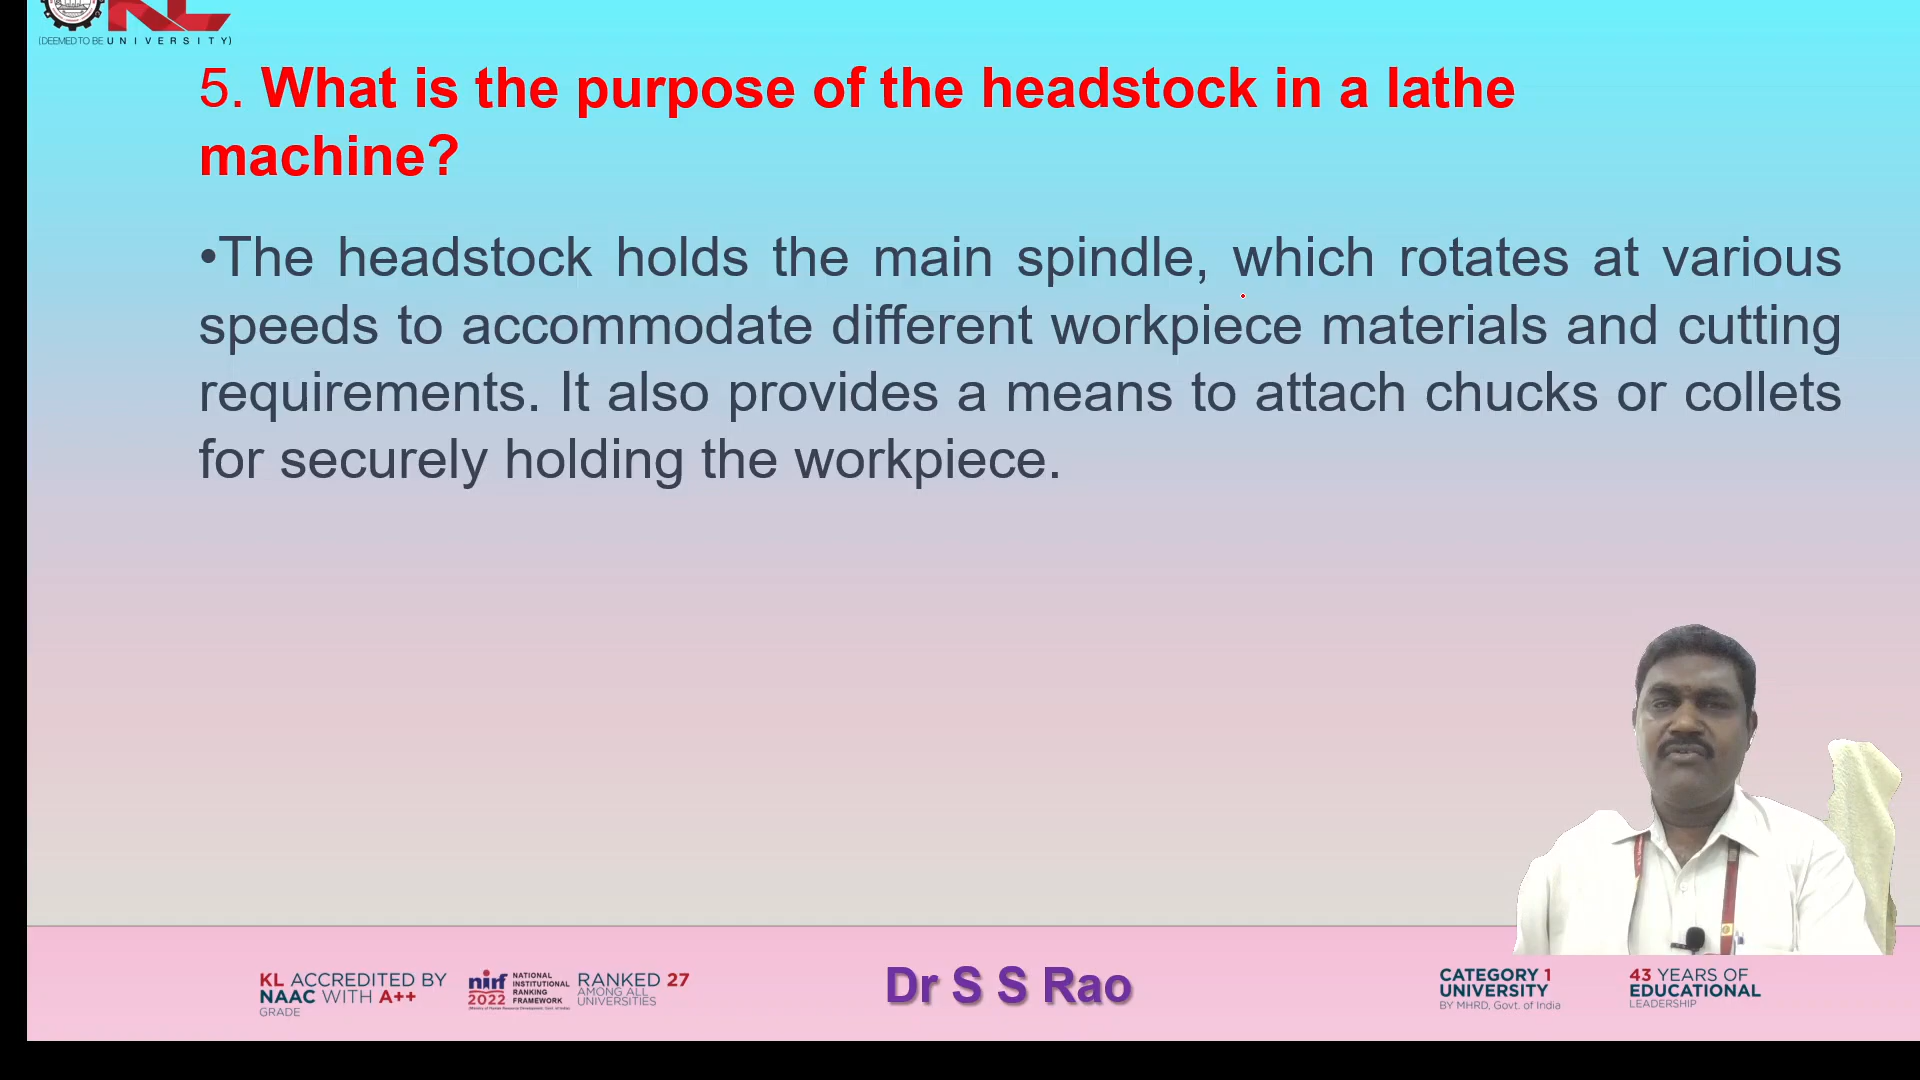 KL
(DEEMED TO BE UNIVERSITY)
5. What is the purpose of the headstock in a lathe
machine?
•The headstock holds the main spindle, which rotates at various
speeds to accommodate different workpiece materials and cutting
requirements. It also provides a means to attach chucks or collets
for securely holding the workpiece.
KL ACCREDITED BY
NAAC WITH A++
GRADE
nirf
2022
NATIONAL
INSTITUTIONAL
RANKING
FRAMEWORK
RANKED 27
AMONG ALL
UNIVERSITIES
Dr S S Rao
CATEGORY 1
UNIVERSITY
BY MHRD, Govt. of India
43 YEARS OF
EDUCATIONAL
LEADERSHIP